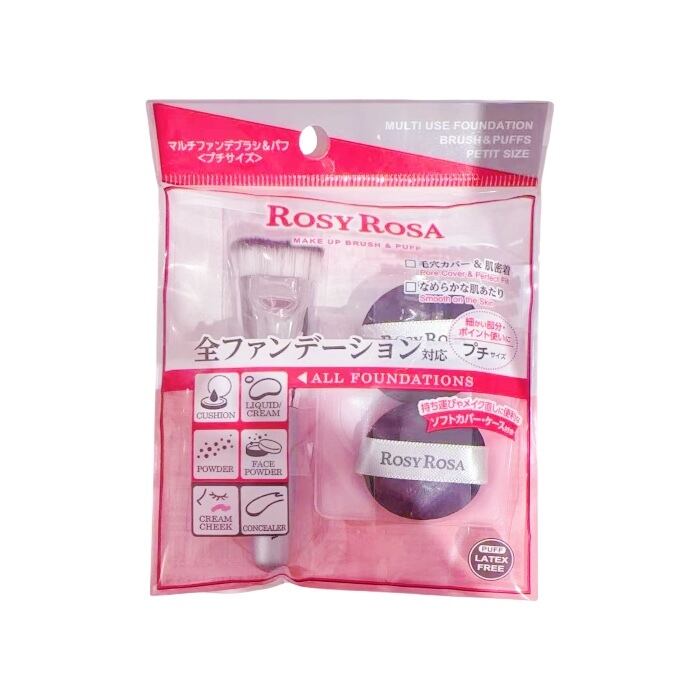 マルチファンデブラシ&パフ
<プチサイズ>
MULTI USE FOUNDATION
BRUSH&PUFFS
PETIT SIZE
ROSY ROSA
MAKE UP BRUSH & PUFF
毛穴カバー & 肌密着
Pore Cover & Perfect Fit
なめらかな肌あたり
Smooth on the Skin
細かい部分・
ポイント使いに
プチサイズ
全ファンデーション対応
ALL FOUNDATIONS
CUSHION
LIQUID/
CREAM
POWDER
FACE
POWDER
CREAM
CHEEK
CONCEALER
持ち運びやメイク直しに便利な
ソフトカバー・ケース付き
ROSY ROSA
PUFF
LATEX
FREE